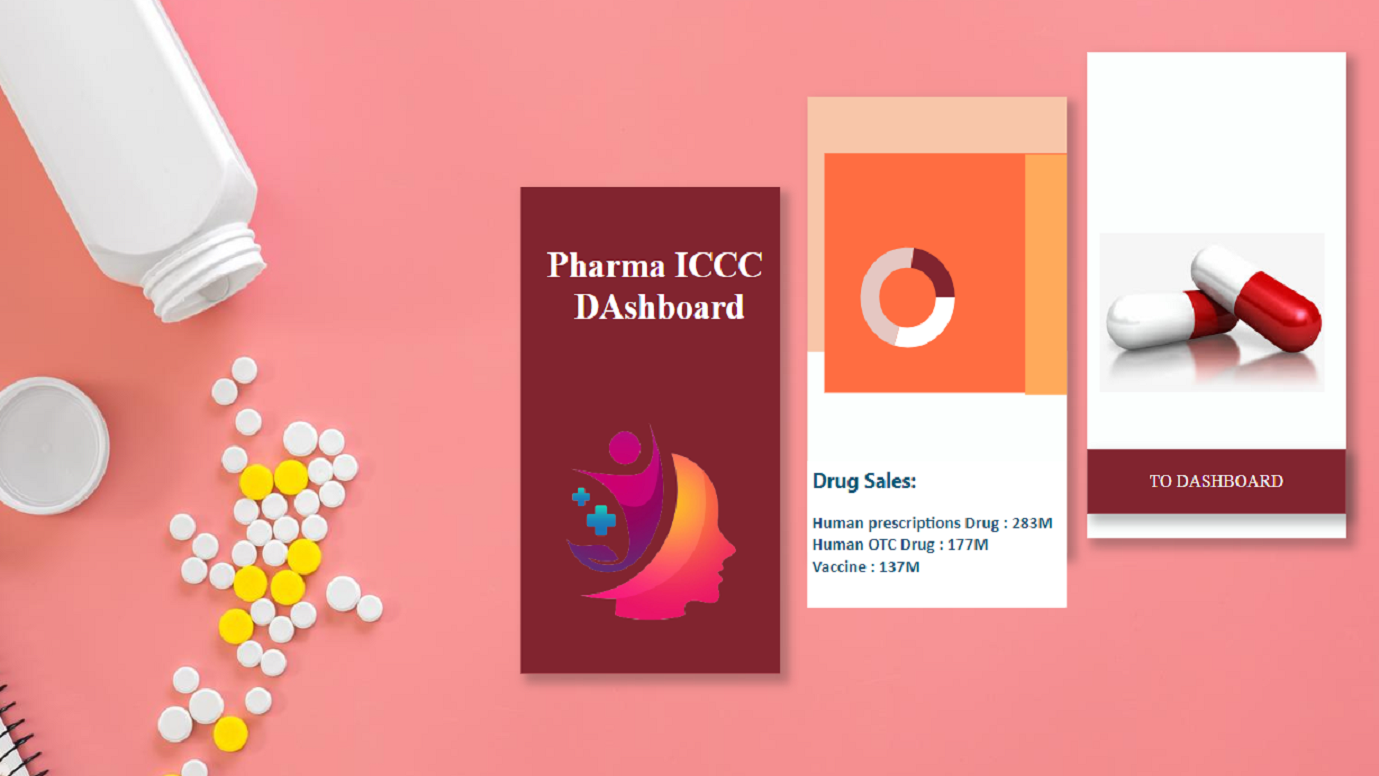 Pharma ICCC
DAshboard
Drug Sales:
Human prescriptions Drug : 283M
Human OTC Drug : 177M
Vaccine : 137M
TO DASHBOARD